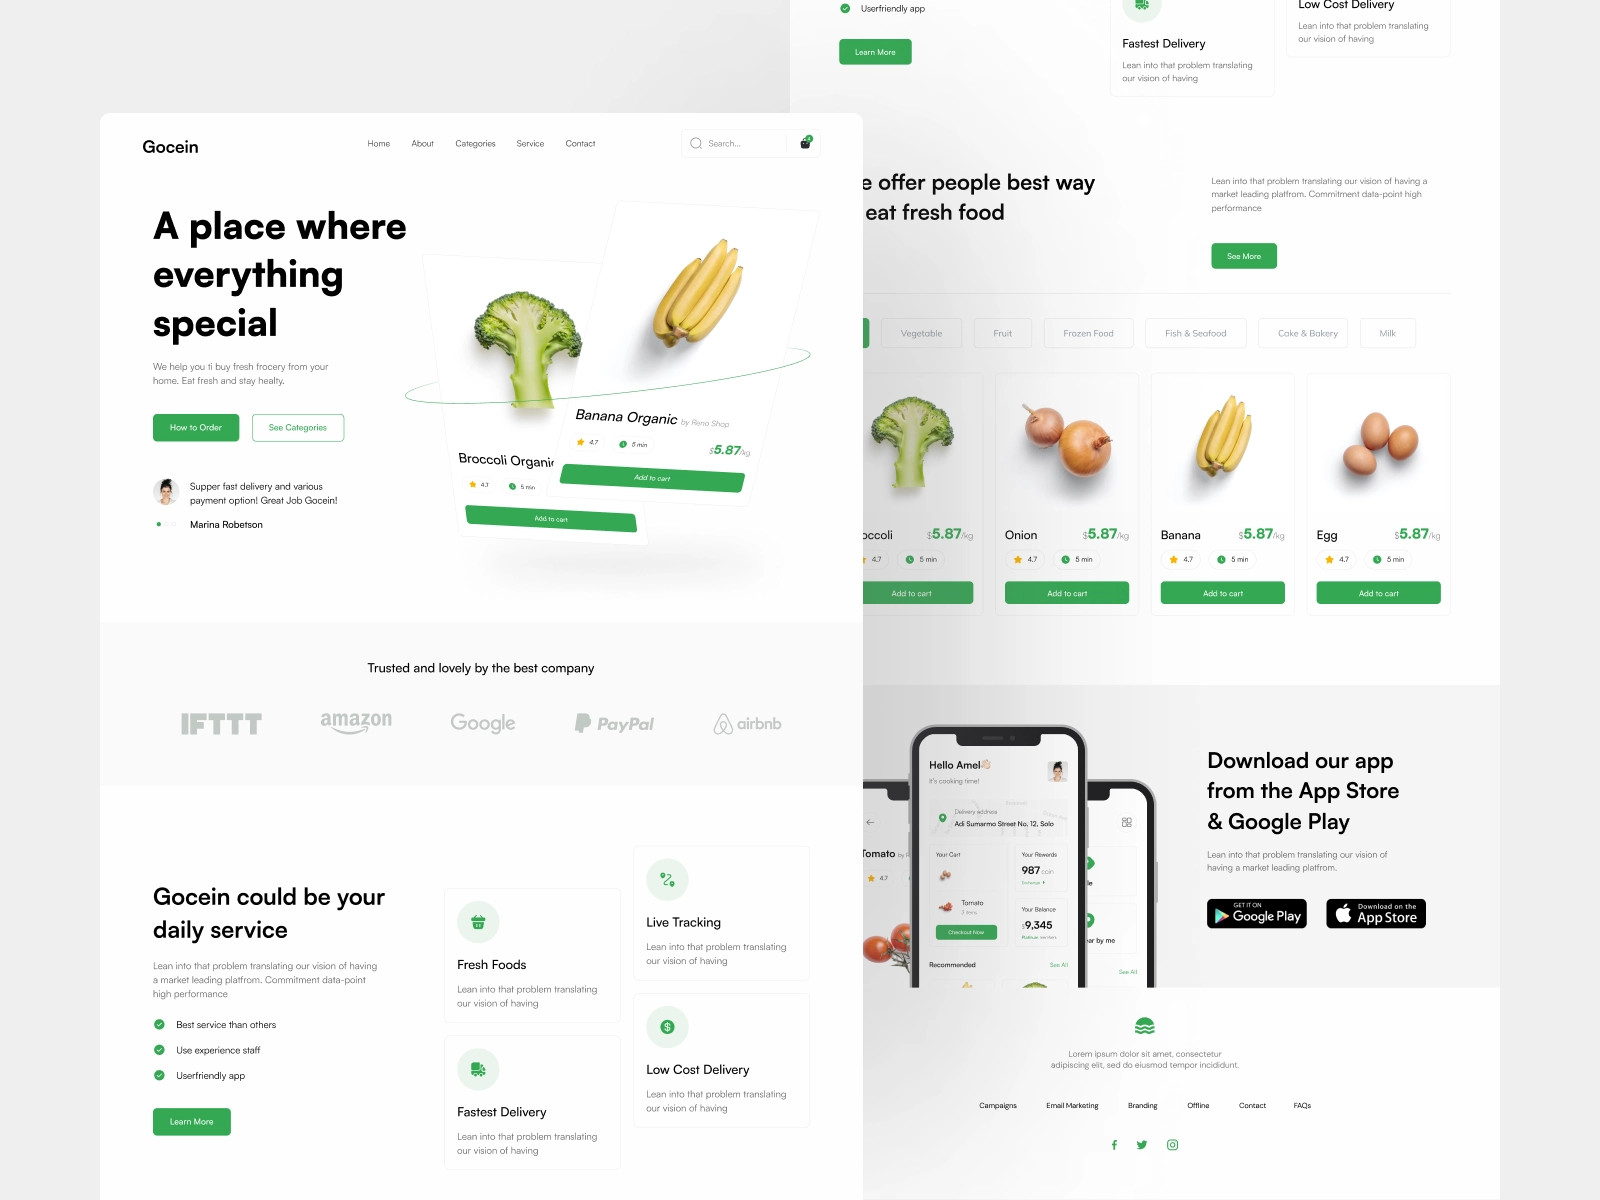 Gocein
Home
About
Categories
Service
Contact
Search...
A place where
everything
special
We help you ti buy fresh frocery from your
home. Eat fresh and stay healty.
How to Order
See Categories
Supper fast delivery and various
payment option! Great Job Gocein!
Marina Robetson
Broccoli Organic
4.7
5 min
Add to cart
Banana Organic by Reno Shop
4.7
5 min
$5.87/kg
Add to cart
Trusted and lovely by the best company
IFTTT
amazon
Google
PayPal
airbnb
Gocein could be your
daily service
Lean into that problem translating our vision of having
a market leading platfrom. Commitment data-point
high performance
Best service than others
Use experience staff
Userfriendly app
Learn More
Fresh Foods
Lean into that problem translating
our vision of having
Fastest Delivery
Lean into that problem translating
our vision of having
Live Tracking
Lean into that problem translating
our vision of having
Low Cost Delivery
Lean into that problem translating
our vision of having
Userfriendly app
Learn More
Fastest Delivery
Lean into that problem translating
our vision of having
Low Cost Delivery
Lean into that problem translating
our vision of having
e offer people best way
eat fresh food
Lean into that problem translating our vision of having a
market leading platfrom. Commitment data-point high
performance
See More
Vegetable
Fruit
Frozen Food
Fish & Seafood
Cake & Bakery
Milk
occoli
$5.87/kg
4.7
5 min
Add to cart
Onion
$5.87/kg
4.7
5 min
Add to cart
Banana
$5.87/kg
4.7
5 min
Add to cart
Egg
$5.87/kg
4.7
5 min
Add to cart
Tomato by
4.7
Hello Amel
It's cooking time!
Delivery address
Adi Sumarmo Street No. 12, Solo
Your Cart
Tomato
Checkout Now
Your Rewards
987
Your Balance
$9,345
Recommended
See All
ar by me
See All
Download our app
from the App Store
& Google Play
Lean into that problem translating our vision of
having a market leading platfrom.
GET IT ON
Google Play
Download on the
App Store
Lorem ipsum dolor sit amet, consectetur
adipiscing elit, sed do eiusmod tempor incididunt.
Campaigns
Email Marketing
Branding
Offline
Contact
FAQs